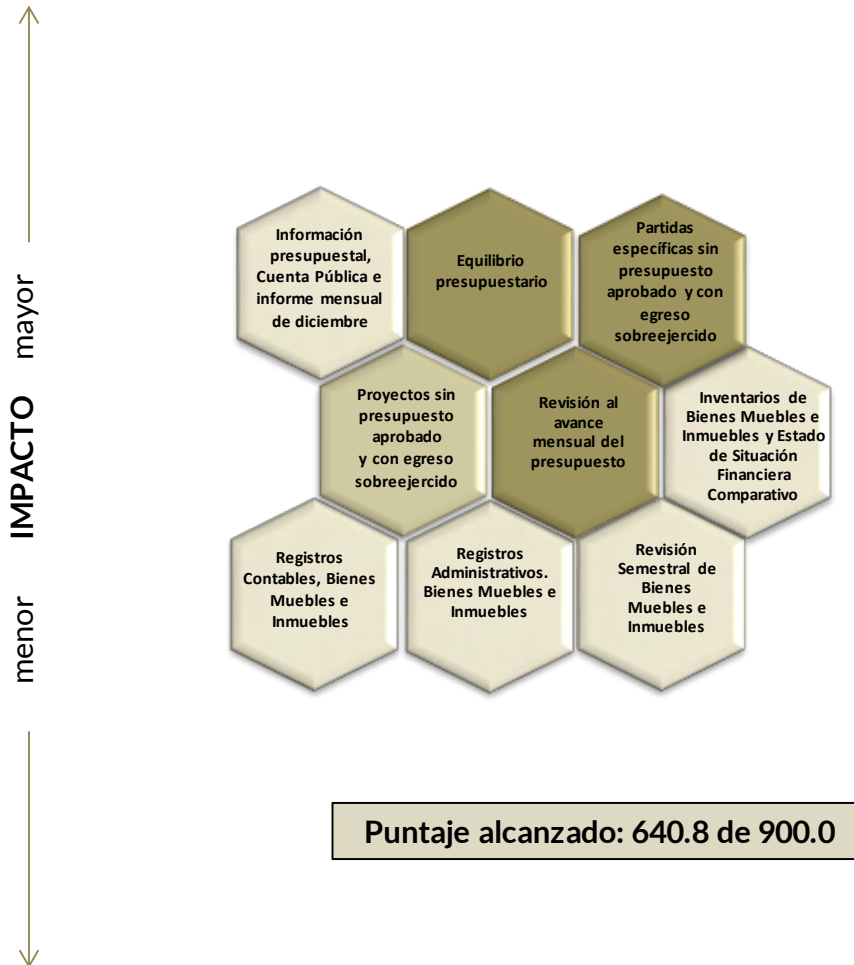 mayor
IMPACTO
menor
Información
presupuestal,
Cuenta Pública e
informe mensual
de diciembre
Equilibrio
presupuestario
Partidas
específicas sin
presupuesto
aprobado y con
egreso
sobreejercido
Proyectos sin
presupuesto
aprobado
y con egreso
sobreejercido
Revisión al
avance
mensual del
presupuesto
Inventarios de
Bienes Muebles e
Inmuebles y Estado
de Situación
Financiera
Comparativo
Registros
Contables, Bienes
Muebles e
Inmuebles
Registros
Administrativos.
Bienes Muebles e
Inmuebles
Revisión
Semestral de
Bienes
Muebles e
Inmuebles
Puntaje alcanzado: 640.8 de 900.0